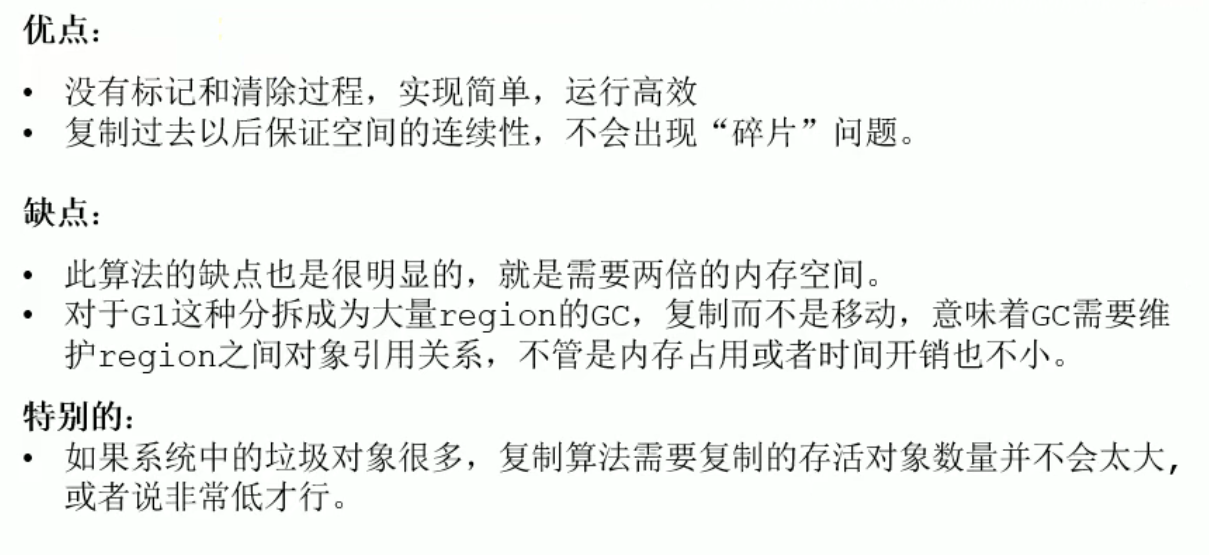 优点：
• 没有标记和清除过程，实现简单，运行高效
• 复制过去以后保证空间的连续性，不会出现“碎片”问题。
缺点：
• 此算法的缺点也是很明显的，就是需要两倍的内存空间。
• 对于G1这种分拆成为大量region的GC，复制而不是移动，意味着GC需要维
护region之间对象引用关系，不管是内存占用或者时间开销也不小。
特别的：
• 如果系统中的垃圾对象很多，复制算法需要复制的存活对象数量并不会太大,
或者说非常低才行。